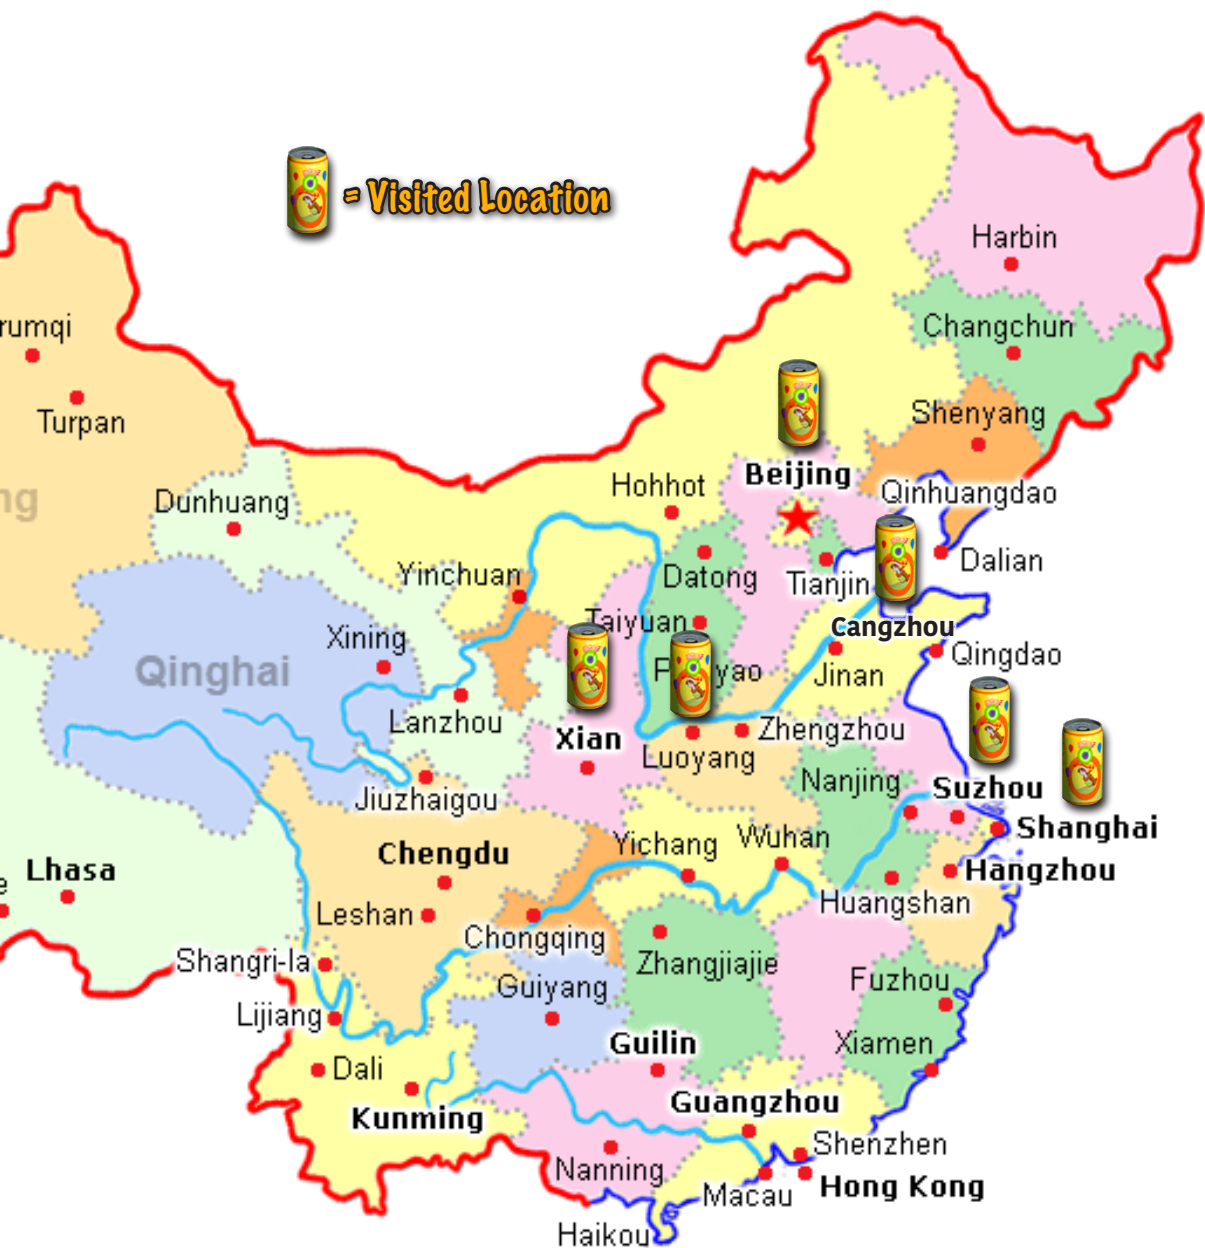 = Visited Location
Harbin
rumqi
Changchun
Turpan
Shenyang
Beijing
Hohhot
Qinhuangdao
ng
Dunhuang
Dalian
Yinchuan
Datong
Tianjin
Taiyuan
Cangzhou
Xining
Qingdao
Qinghai
yao
Jinan
Lanzhou
Xian
Zhengzhou
Luoyang
Nanjing
Suzhou
Jiuzhaigou
Shanghai
Yichang
Wuhan
Chengdu
Lhasa
Hangzhou
e
Huangshan
Leshan
Chongqing
Shangri-la
Zhangjiajie
Guiyang
Fuzhou
Lijiang
Guilin
Xiamen
Dali
Guangzhou
Kunming
Shenzhen
Nanning
Macau
Hong Kong
Haikou